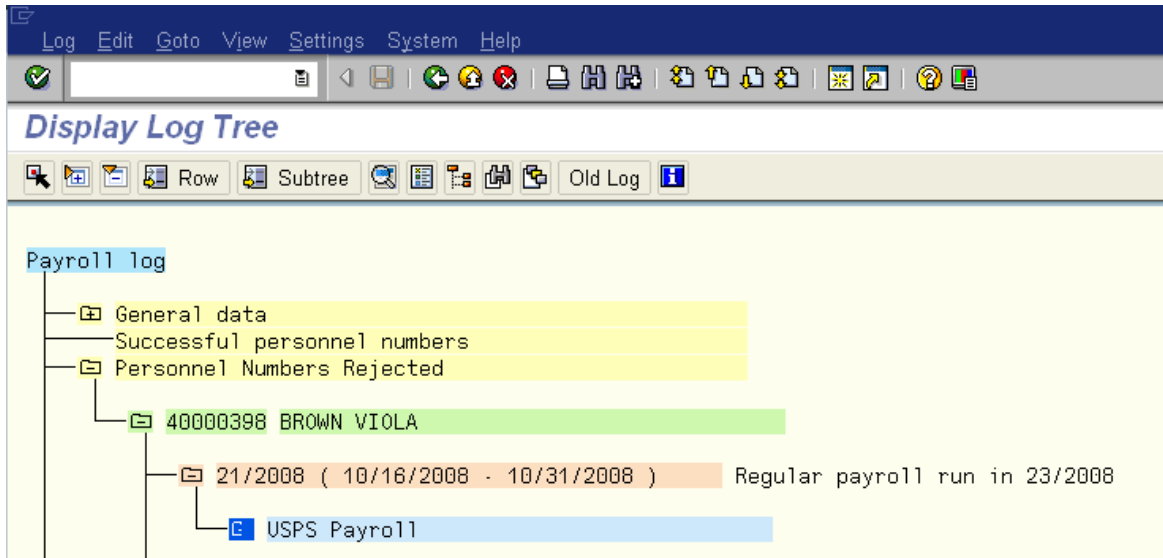 Log Edit Goto View Settings System Help
Display Log Tree
Row Subtree Old Log
Payroll log
General data
Successful personnel numbers
Personnel Numbers Rejected
40000398 BROWN VIOLA
21/2008 ( 10/16/2008 - 10/31/2008 ) Regular payroll run in 23/2008
USPS Payroll